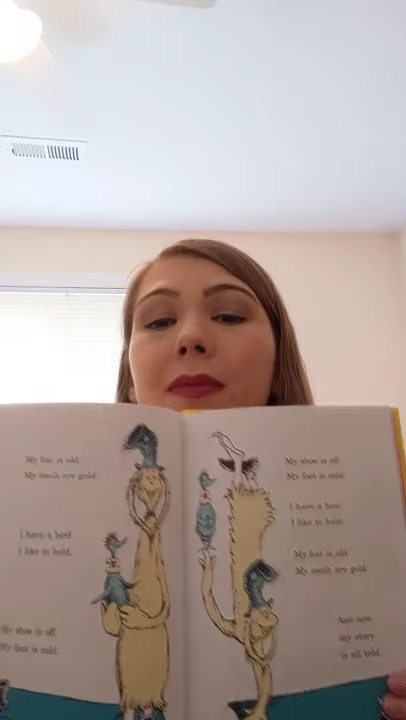 My hat is old.
My teeth are gold.
I have a bird
I like to hold.
My shoe is off.
My foot is cold.
My shoe is off.
My foot is cold.
I have a bird
I like to hold.
My hat is old.
My teeth are gold.
And now
my story
is all told.